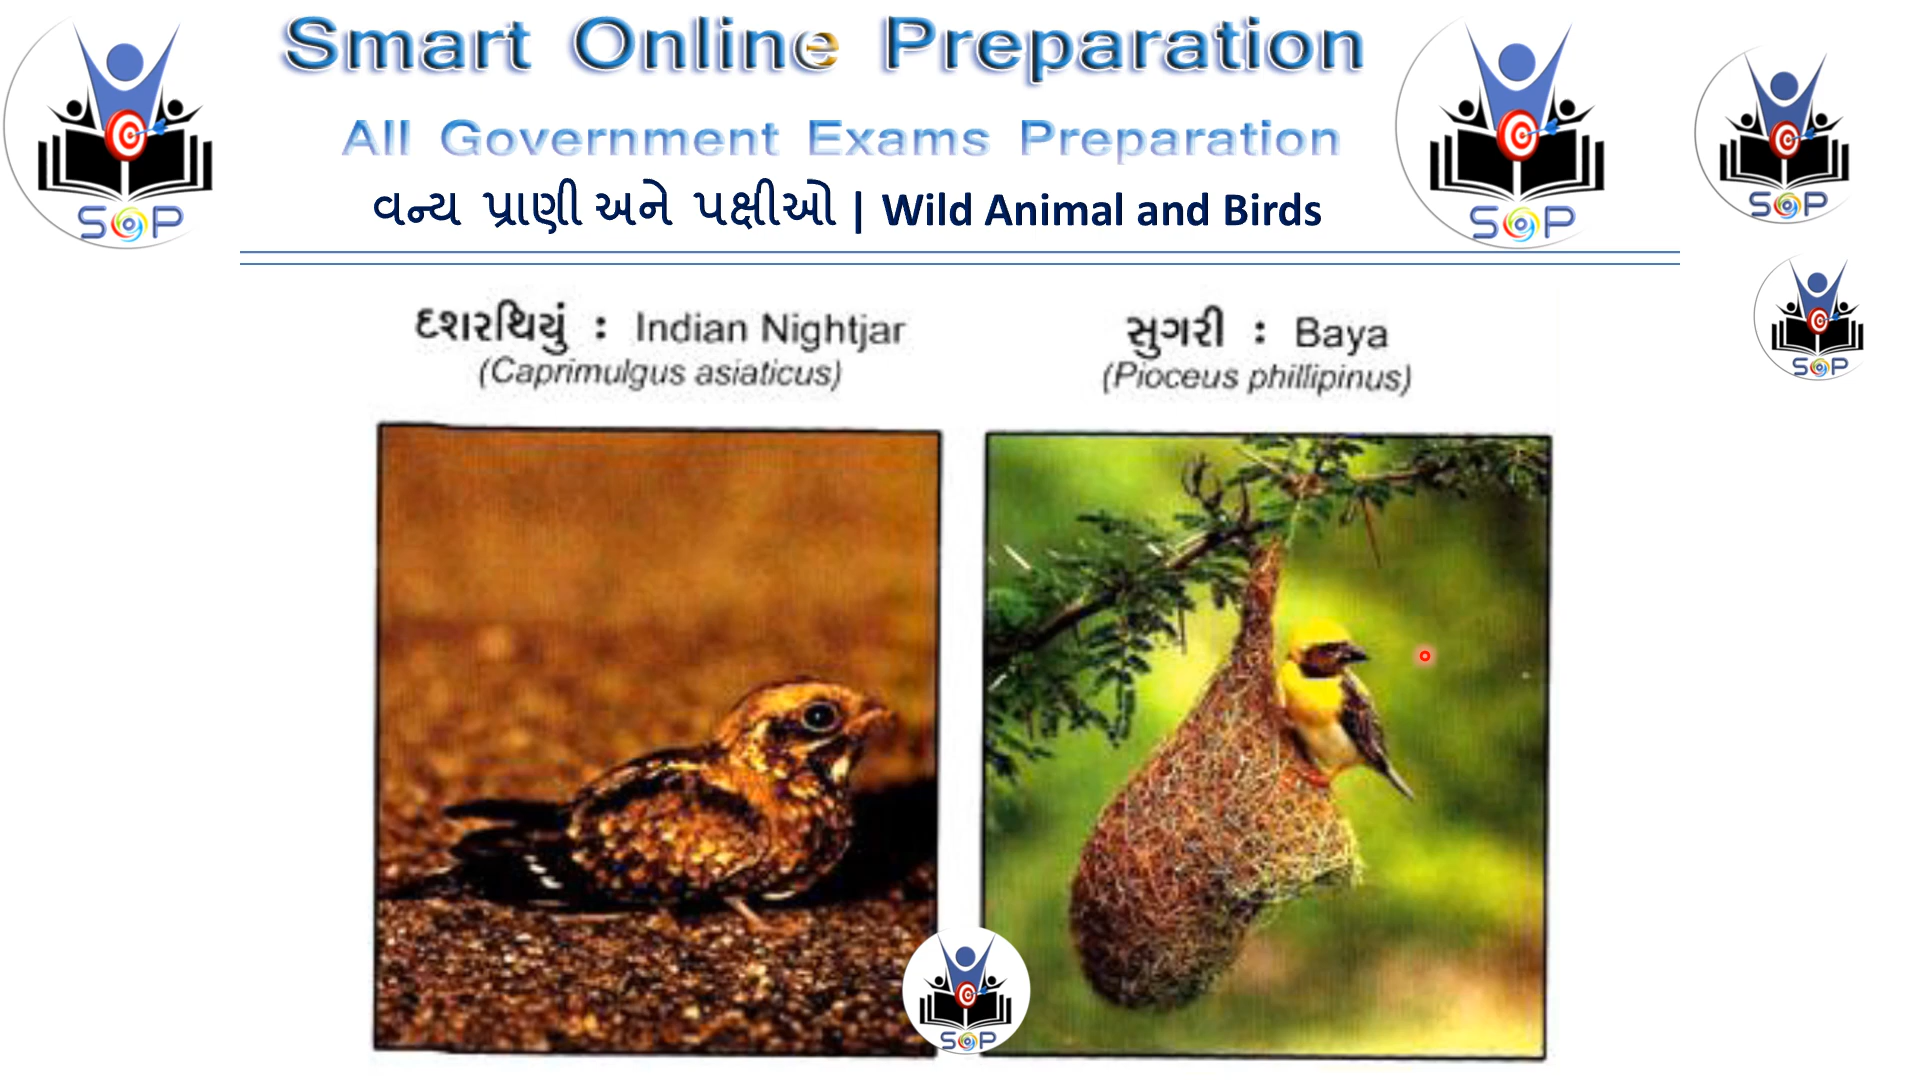 Smart Online Preparation
All Government Exams Preparation
વન્ય પ્રાણી અને પક્ષીઓ | Wild Animal and Birds
SOP
SOP
SOP
SOP
દશરથિયું : Indian Nightjar
(Caprimulgus asiaticus)
સુગરી : Baya
(Pioceus phillipinus)
SOP